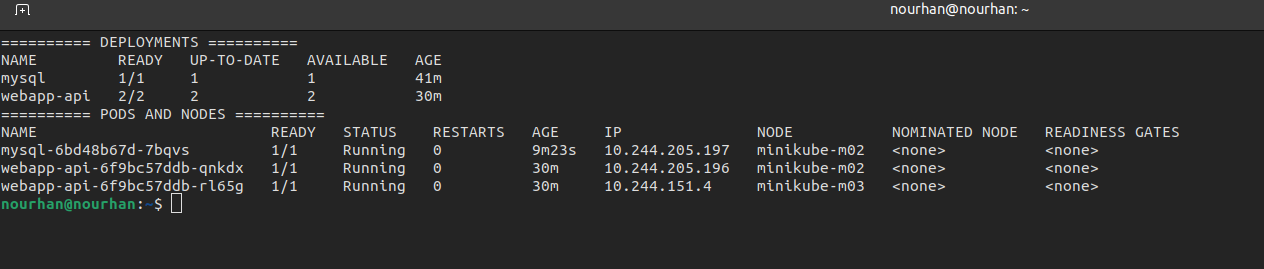 nourhan@nourhan: ~
========== DEPLOYMENTS ==========
NAME         READY   UP-TO-DATE   AVAILABLE   AGE
mysql        1/1     1            1           41m
webapp-api   2/2     2            2           30m
========== PODS AND NODES ==========
NAME                          READY   STATUS    RESTARTS   AGE     IP               NODE           NOMINATED NODE   READINESS GATES
mysql-6bd48b67d-7bqvs         1/1     Running   0          9m23s   10.244.205.197   minikube-m02   <none>           <none>
webapp-api-6f9bc57ddb-qnkdx   1/1     Running   0          30m     10.244.205.196   minikube-m02   <none>           <none>
webapp-api-6f9bc57ddb-rl65g   1/1     Running   0          30m     10.244.151.4     minikube-m03   <none>           <none>
nourhan@nourhan:~$